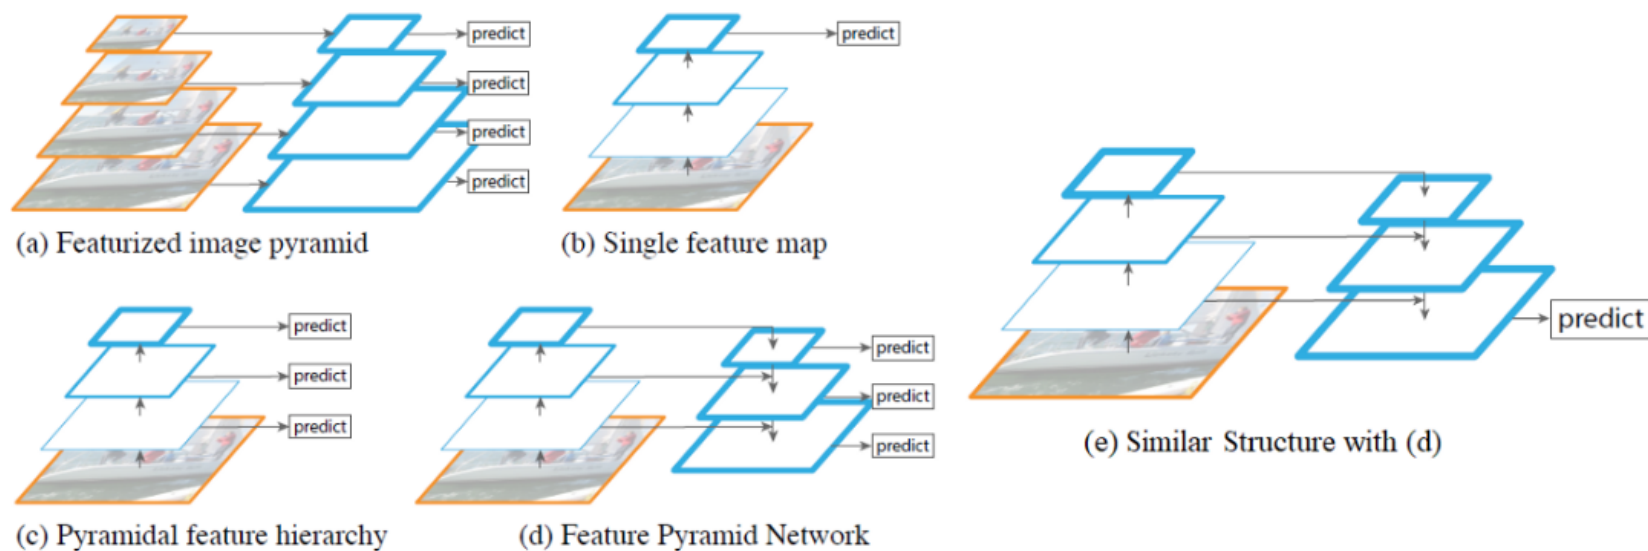 predict
predict
predict
predict
(a) Featurized image pyramid
predict
(b) Single feature map
predict
predict
predict
(c) Pyramidal feature hierarchy
predict
predict
predict
(d) Feature Pyramid Network
predict
(e) Similar Structure with (d)